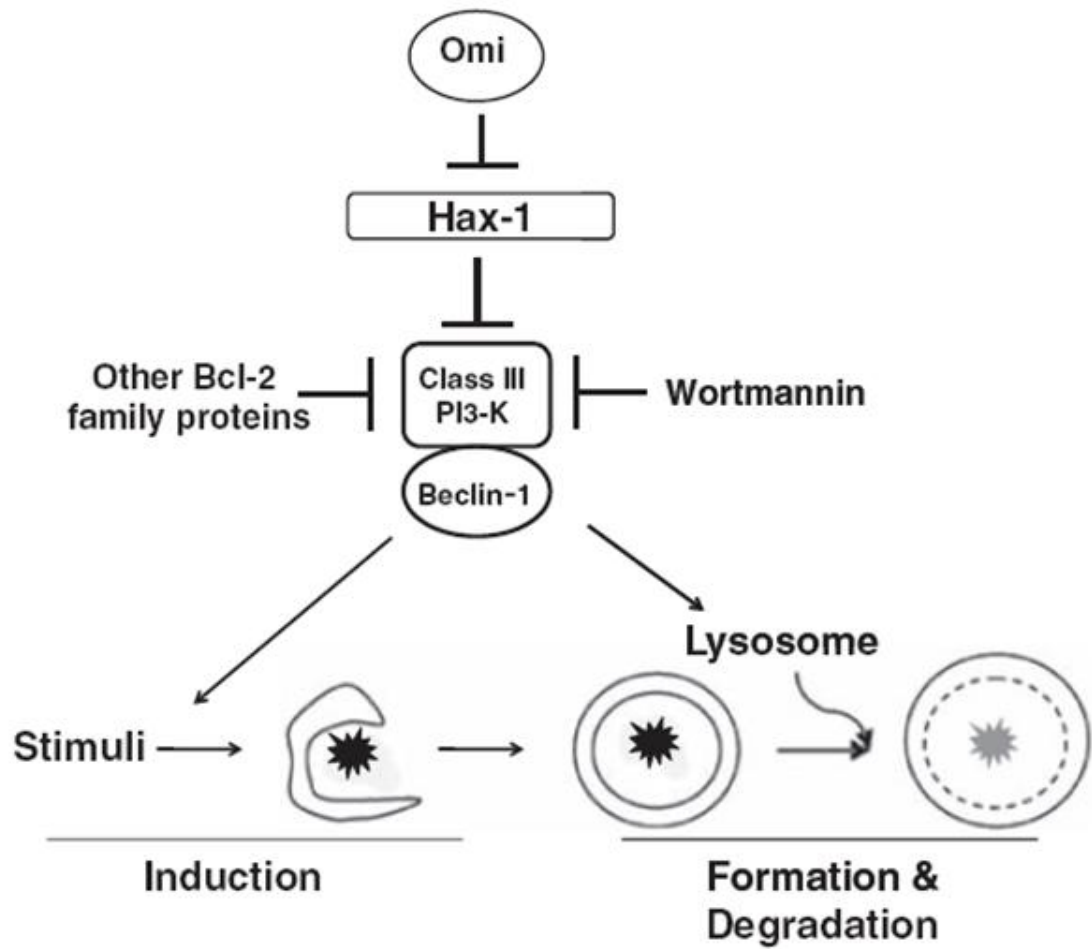 Omi
Hax-1
Other Bcl-2
family proteins
Class III
PI3-K
Wortmannin
Beclin-1
Lysosome
Stimuli
Induction
Formation &
Degradation